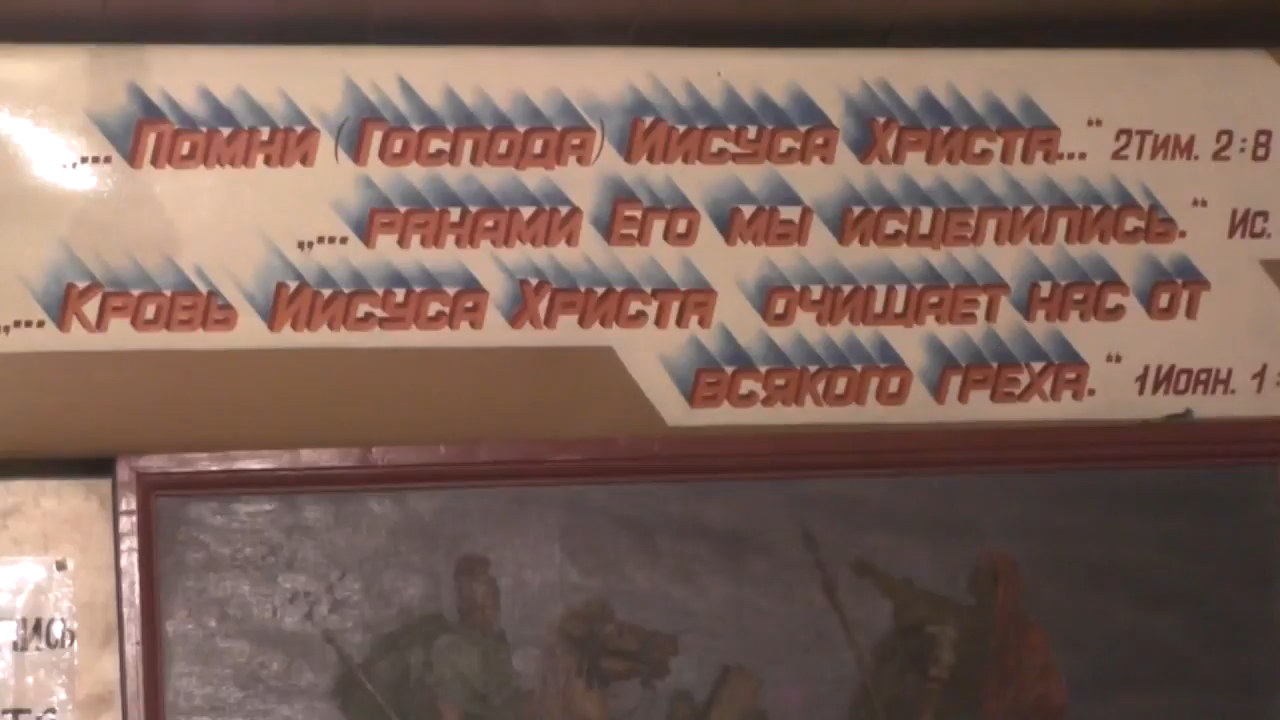 „... Помни (Господа) Иисуса Христа...“ 2Тим. 2:8
„... ранами Его мы исцелились.“ Ис.
„... Кровь Иисуса Христа очищает нас от
всякого греха.“ 1Иоан. 1: